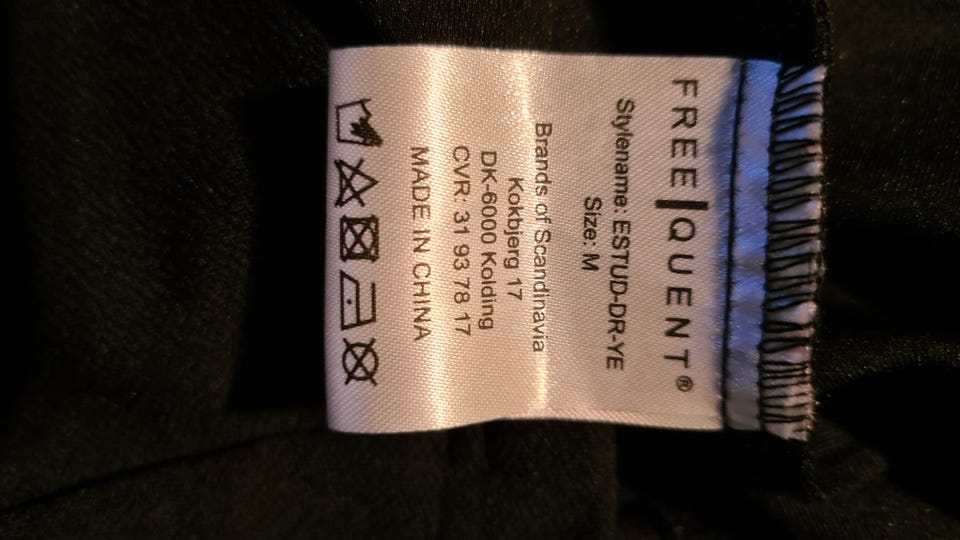 FREE|QUENT®
Stylename: ESTUD-DR-YE
Size: M
Brands of Scandinavia
Kokbjerg 17
DK-6000 Kolding
CVR: 31 93 78 17
MADE IN CHINA